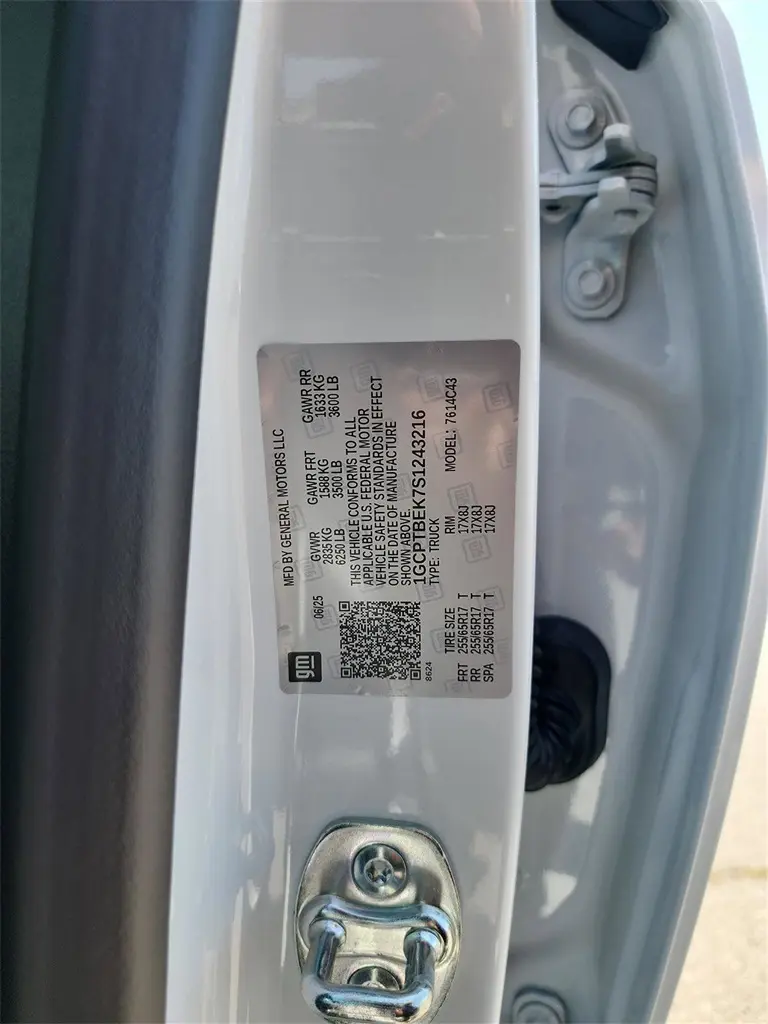 gm
MFD BY GENERAL MOTORS LLC
06/25
GVWR GAWR FRT GAWR RR
2835 KG 1588 KG 1633 KG
6250 LB 3500 LB 3600 LB
THIS VEHICLE CONFORMS TO ALL
APPLICABLE U.S. FEDERAL MOTOR
VEHICLE SAFETY STANDARDS IN EFFECT
ON THE DATE OF MANUFACTURE
SHOWN ABOVE.
1GCPTBEK7S1243216
8624
TYPE: TRUCK MODEL: 7614C43
TIRE SIZE RIM
FRT 255/65R17 T 17X8J
RR 255/65R17 T 17X8J
SPA 255/65R17 T 17X8J